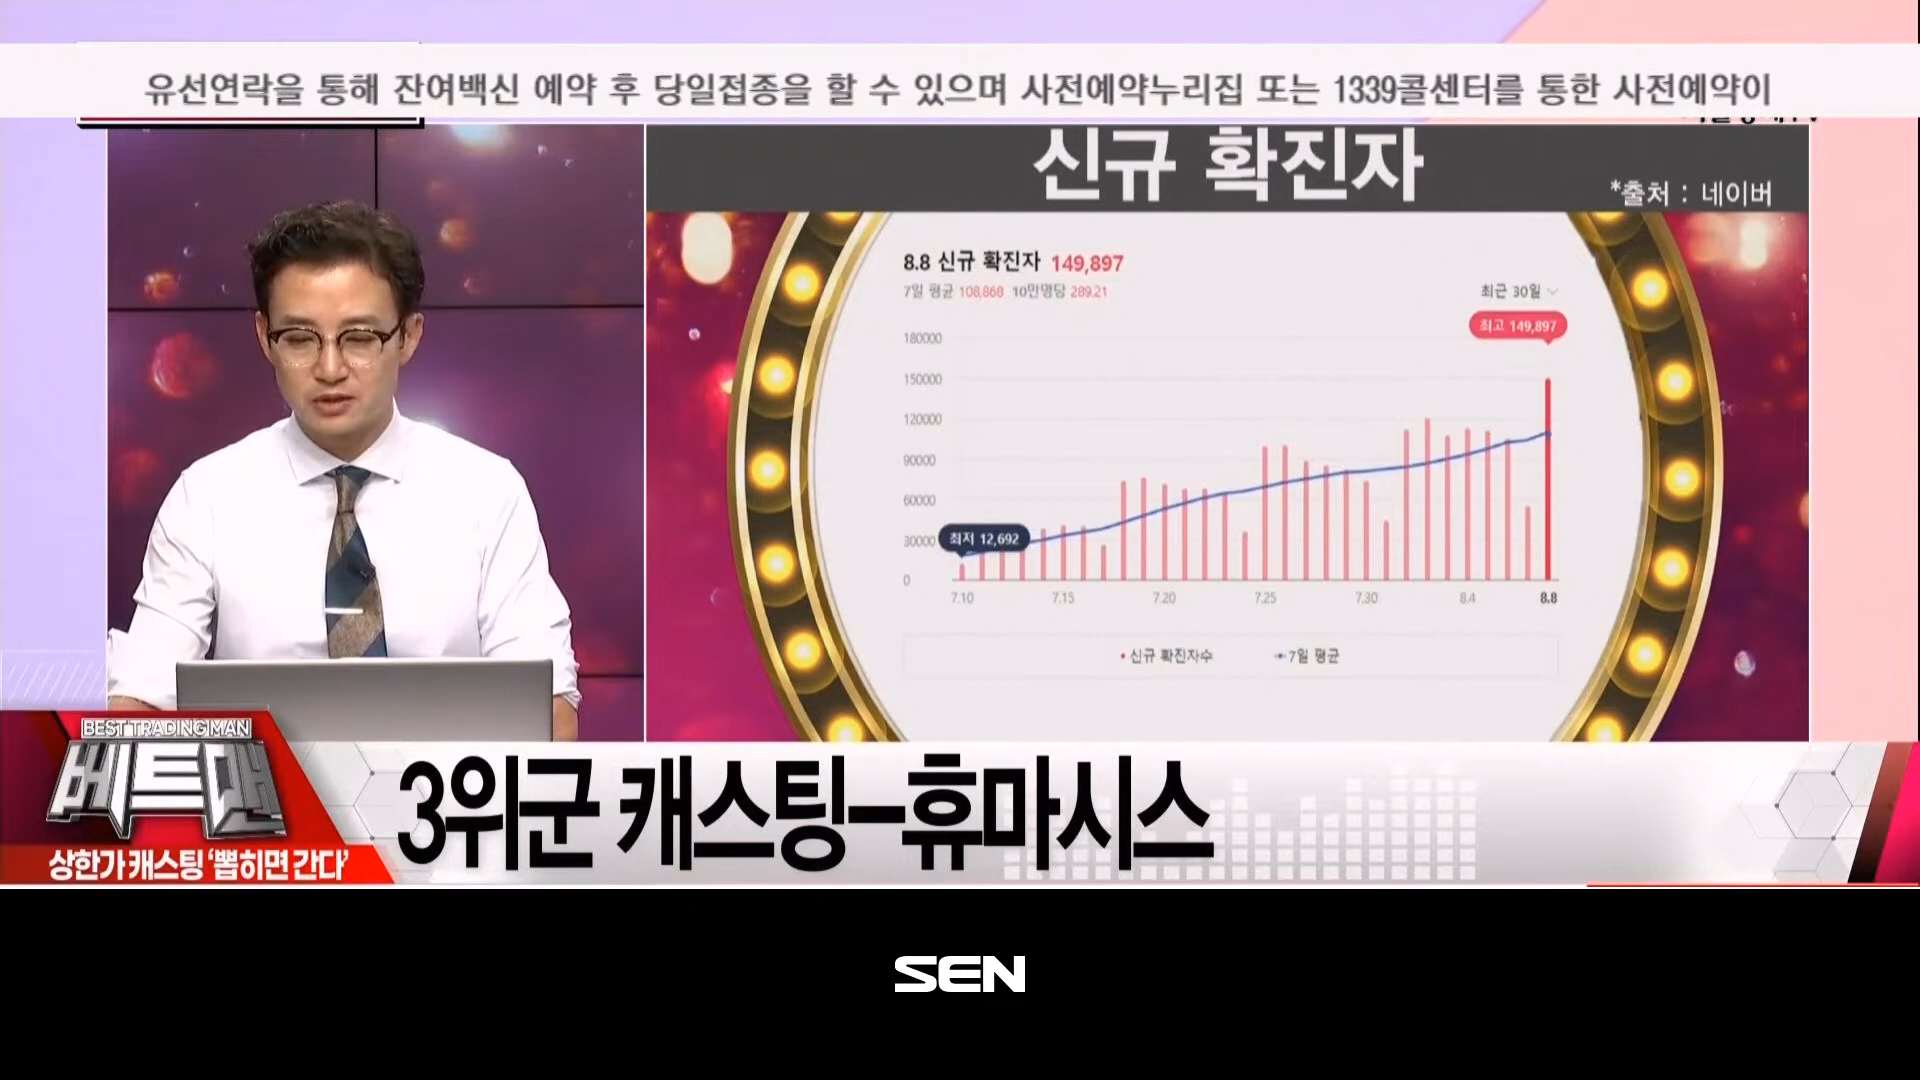 유선연락을 통해 잔여백신 예약 후 당일접종을 할 수 있으며 사전예약누리집 또는 1339콜센터를 통한 사전예약이
신규 확진자
*출처 : 네이버
8.8 신규 확진자 149,897
7일 평균 108,868 10만명당 289.21
최근 30일
최고 149,897
180000
150000
120000
90000
60000
30000
0
최저 12,692
7.10 7.15 7.20 7.25 7.30 8.4 8.8
신규 확진자수 7일 평균
BEST TRADING MAN
베트맨
상한가 캐스팅 ‘뽑히면 간다’
3위군 캐스팅-휴마시스
SEN